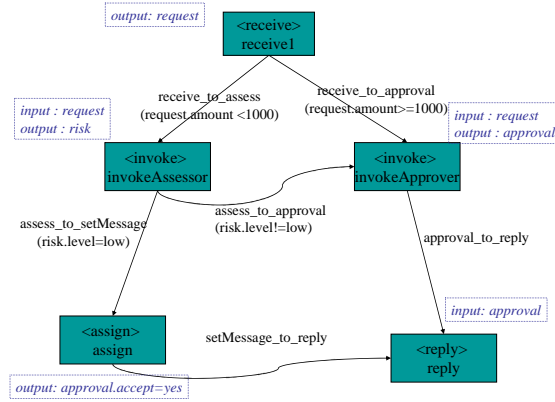 output: request
<receive>
receive1
receive_to_assess
(request.amount <1000)
receive_to_approval
(request.amount>=1000)
input : request
output : risk
input : request
output : approval
<invoke>
invokeAssessor
<invoke>
invokeApprover
assess_to_setMessage
(risk.level=low)
assess_to_approval
(risk.level!=low)
approval_to_reply
input: approval
<assign>
assign
setMessage_to_reply
<reply>
reply
output: approval.accept=yes